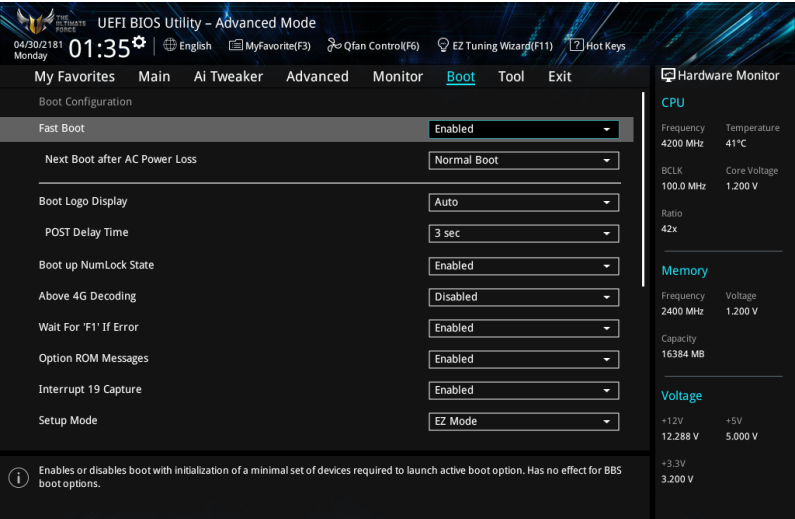 THE ULTIMATE FORCE
UEFI BIOS Utility – Advanced Mode
04/30/2181
Monday
01:35
English
MyFavorite(F3)
Qfan Control(F6)
EZ Tuning Wizard(F11)
? Hot Keys
My Favorites Main Ai Tweaker Advanced Monitor Boot Tool Exit
Boot Configuration
Fast Boot Enabled
Next Boot after AC Power Loss Normal Boot
Boot Logo Display Auto
POST Delay Time 3 sec
Boot up NumLock State Enabled
Above 4G Decoding Disabled
Wait For 'F1' If Error Enabled
Option ROM Messages Enabled
Interrupt 19 Capture Enabled
Setup Mode EZ Mode
Enables or disables boot with initialization of a minimal set of devices required to launch active boot option. Has no effect for BBS
boot options.
Hardware Monitor
CPU
Frequency Temperature
4200 MHz 41°C
BCLK Core Voltage
100.0 MHz 1.200 V
Ratio
42x
Memory
Frequency Voltage
2400 MHz 1.200 V
Capacity
16384 MB
Voltage
+12V +5V
12.288 V 5.000 V
+3.3V
3.200 V